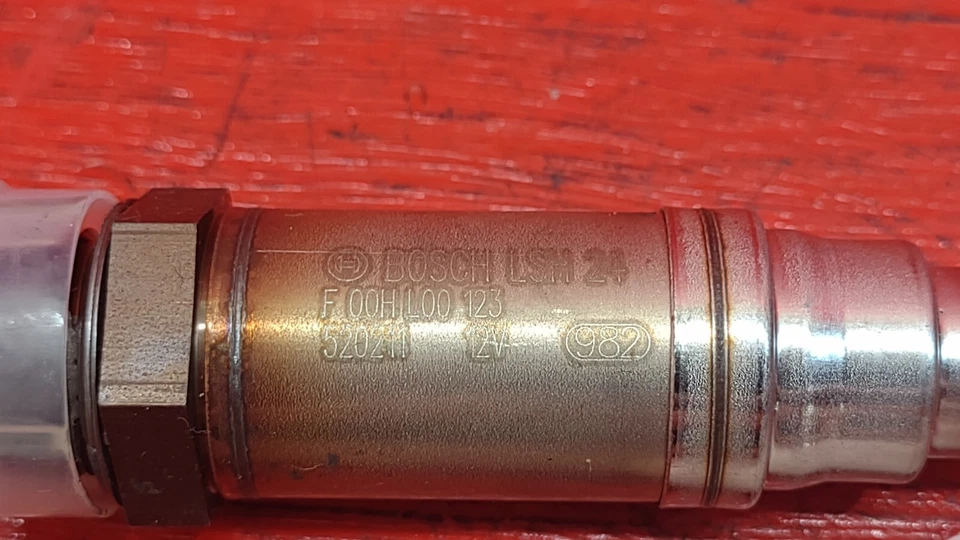 BOSCH LSH 24
F 00H L00 123
520211 12V 982